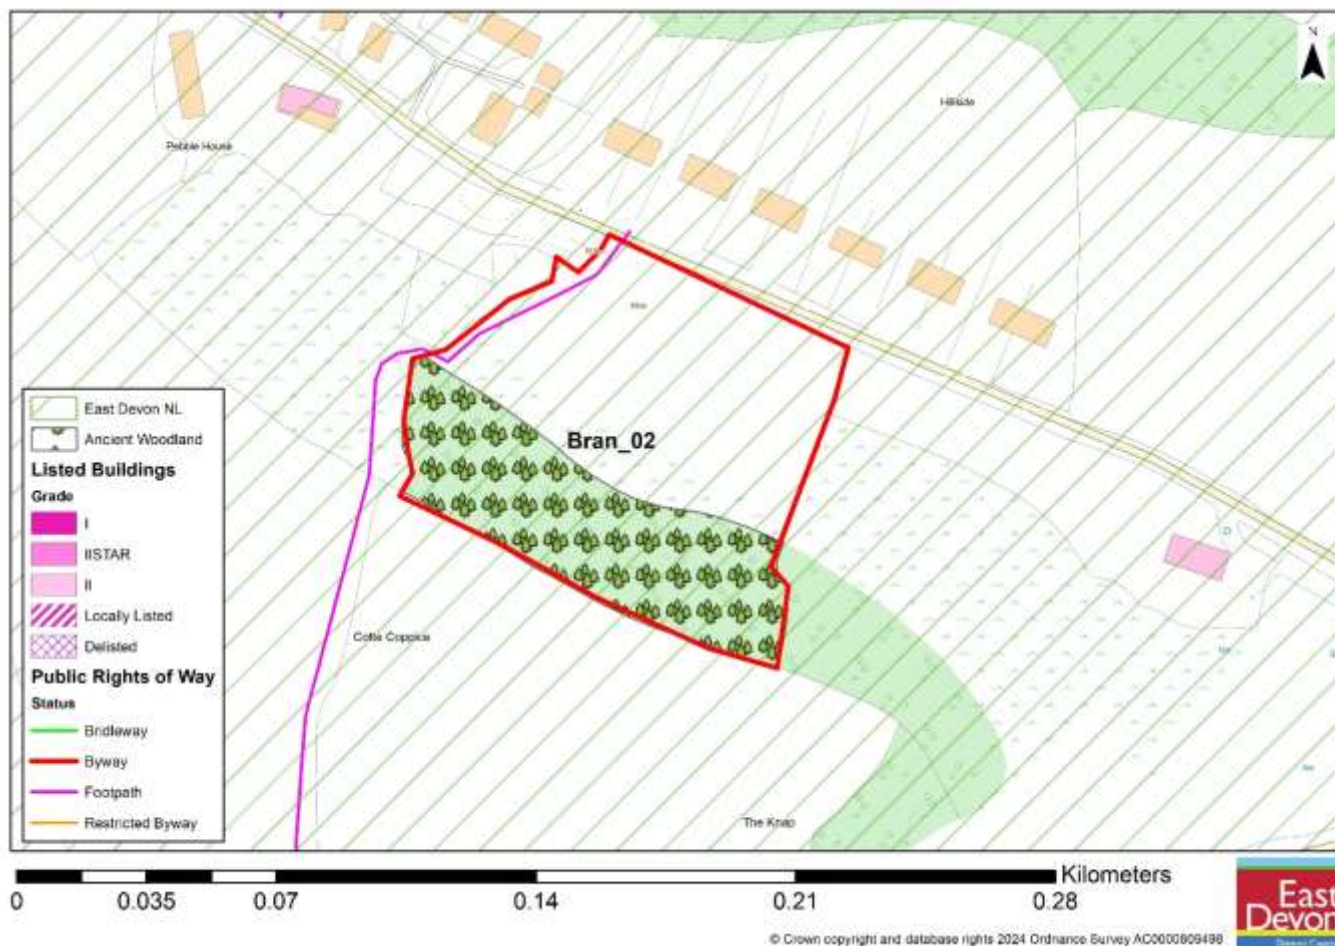 N
Hillside
Pebble House
Bran_02
Cotts Coppice
The Knap
East Devon NL
Ancient Woodland
Listed Buildings
Grade
I
IISTAR
II
Locally Listed
Delisted
Public Rights of Way
Status
Bridleway
Byway
Footpath
Restricted Byway
0 0.035 0.07 0.14 0.21 0.28
Kilometers
East
Devon
© Crown copyright and database rights 2024 Ordnance Survey AC0000809498